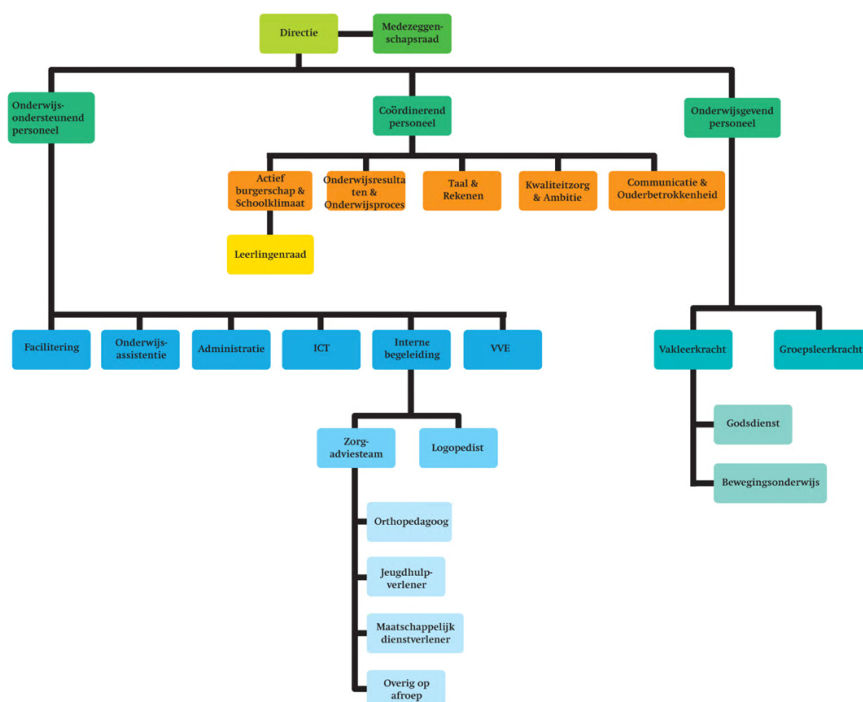 Directie
Medezeggen-
schapsraad
Onderwijs-
ondersteunend
personeel
Coördinerend
personeel
Onderwijsgevend
personeel
Actief
burgerschap &
Schoolklimaat
Onderwijsresulta
ten &
Onderwijsproces
Taal &
Rekenen
Kwaliteitzorg
& Ambitie
Communicatie &
Ouderbetrokkenheid
Leerlingenraad
Facilitering
Onderwijs-
assistentie
Administratie
ICT
Interne
begeleiding
VVE
Vakleerkracht
Groepsleerkracht
Zorg-
adviesteam
Logopedist
Godsdienst
Bewegingsonderwijs
Orthopedagoog
Jeugdhulp-
verlener
Maatschappelijk
dienstverlener
Overig op
afroep